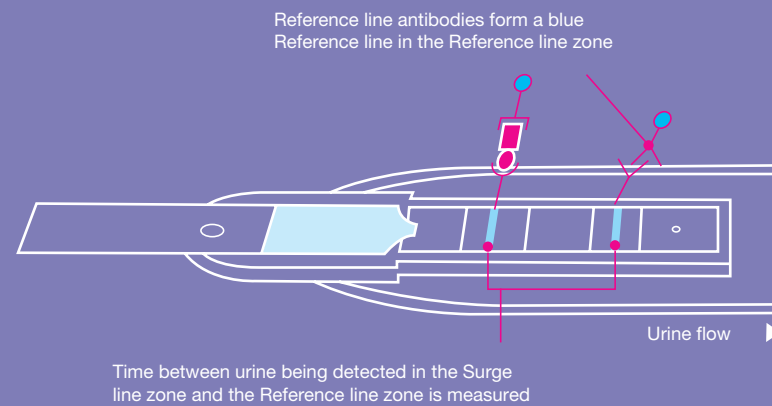 Reference line antibodies form a blue
Reference line in the Reference line zone
Urine flow
Time between urine being detected in the Surge
line zone and the Reference line zone is measured